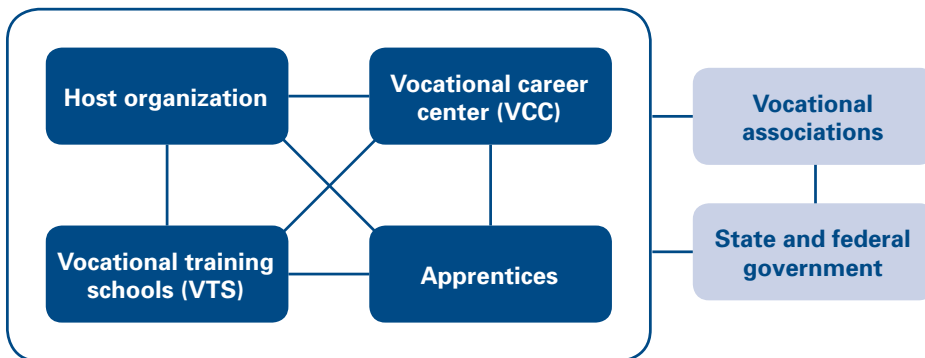 Host organization
Vocational career
center (VCC)
Vocational training
schools (VTS)
Apprentices
Vocational
associations
State and federal
government